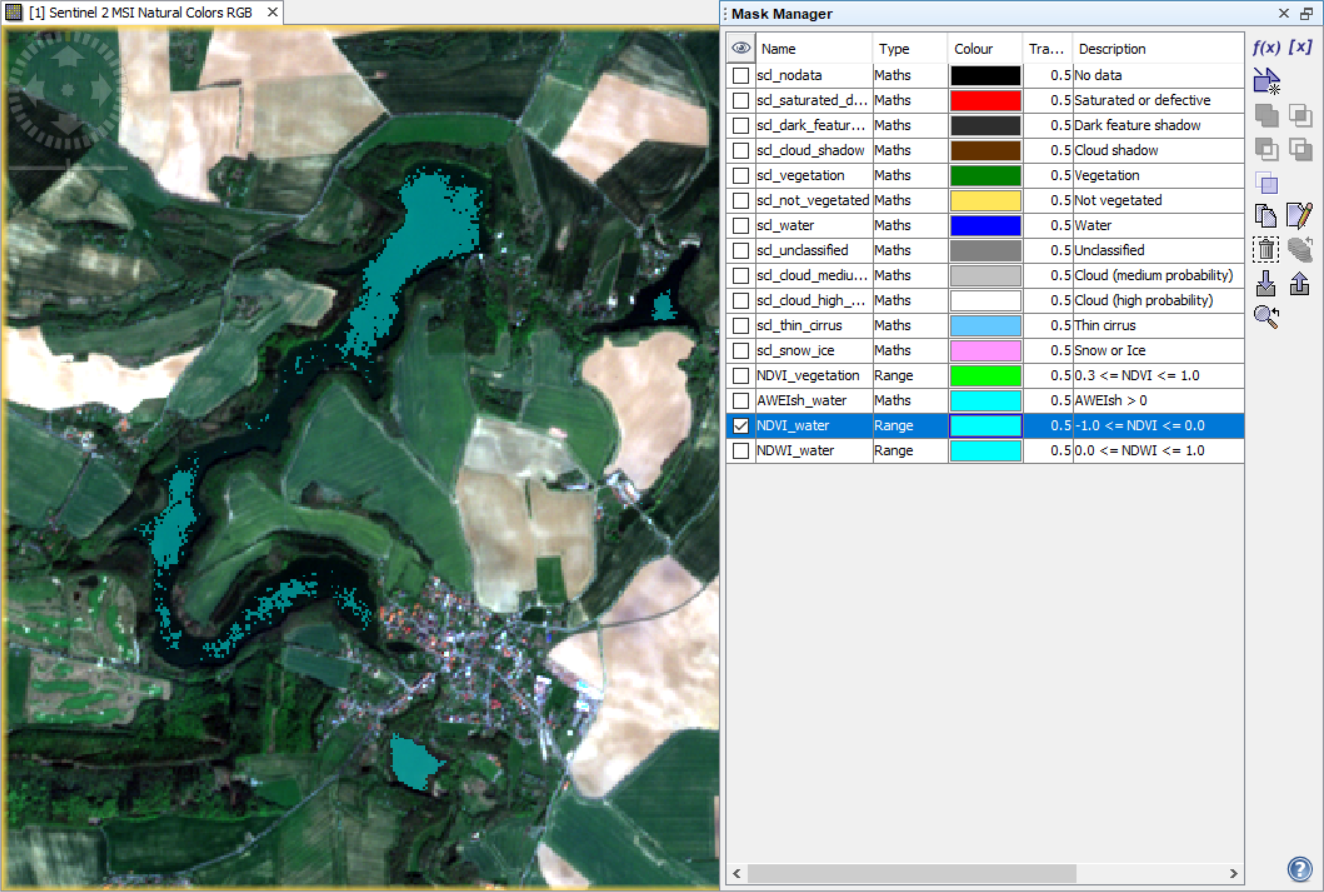 [1] Sentinel 2 MSI Natural Colors RGB
Mask Manager
Name Type Colour Tra... Description
scl_nodata Maths 0.5 No data
scl_saturated_d... Maths 0.5 Saturated or defective
scl_dark_featur... Maths 0.5 Dark feature shadow
scl_cloud_shadow Maths 0.5 Cloud shadow
scl_vegetation Maths 0.5 Vegetation
scl_not_vegetated Maths 0.5 Not vegetated
scl_water Maths 0.5 Water
scl_unclassified Maths 0.5 Unclassified
scl_cloud_mediu... Maths 0.5 Cloud (medium probability)
scl_cloud_high_... Maths 0.5 Cloud (high probability)
scl_thin_cirrus Maths 0.5 Thin cirrus
scl_snow_ice Maths 0.5 Snow or Ice
NDVI_vegetation Range 0.5 0.3 <= NDVI <= 1.0
AWEIsh_water Maths 0.5 AWEIsh > 0
NDVI_water Range 0.5 -1.0 <= NDVI <= 0.0
NDWI_water Range 0.5 0.0 <= NDWI <= 1.0
f(x) [x]